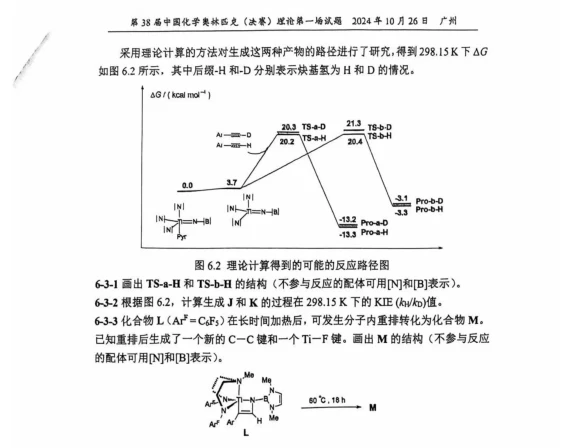 第 38 届中国化学奥林匹克（决赛）理论第一场试题 2024 年 10 月 26 日 广州
采用理论计算的方法对生成这两种产物的路径进行了研究，得到 298.15 K 下 ΔG
如图 6.2 所示，其中后缀-H 和-D 分别表示炔基氢为 H 和 D 的情况。
ΔG / ( kcal mol⁻¹ )
Ar D
Ar H
20.3 TS-a-D
20.2 TS-a-H
21.3 TS-b-D
20.4 TS-b-H
0.0
3.7
[N] [N] [N] Ti N [B] Pyr
[N] [N] [N] Ti N [B]
-3.1 Pro-b-D
-3.3 Pro-b-H
-13.2 Pro-a-D
-13.3 Pro-a-H
图 6.2 理论计算得到的可能的反应路径图
6-3-1 画出 TS-a-H 和 TS-b-H 的结构（不参与反应的配体可用[N]和[B]表示）。
6-3-2 根据图 6.2，计算生成 J 和 K 的过程在 298.15 K 下的 KIE (kH/kD)值。
6-3-3 化合物 L（ArF = C6F5）在长时间加热后，可发生分子内重排转化为化合物 M。
已知重排后生成了一个新的 C－C 键和一个 Ti－F 键。画出 M 的结构（不参与反应
的配体可用[N]和[B]表示）。
N Me Me
ArF N Ti N B N
N ArF Ar H N Me
60 °C, 18 h M
L